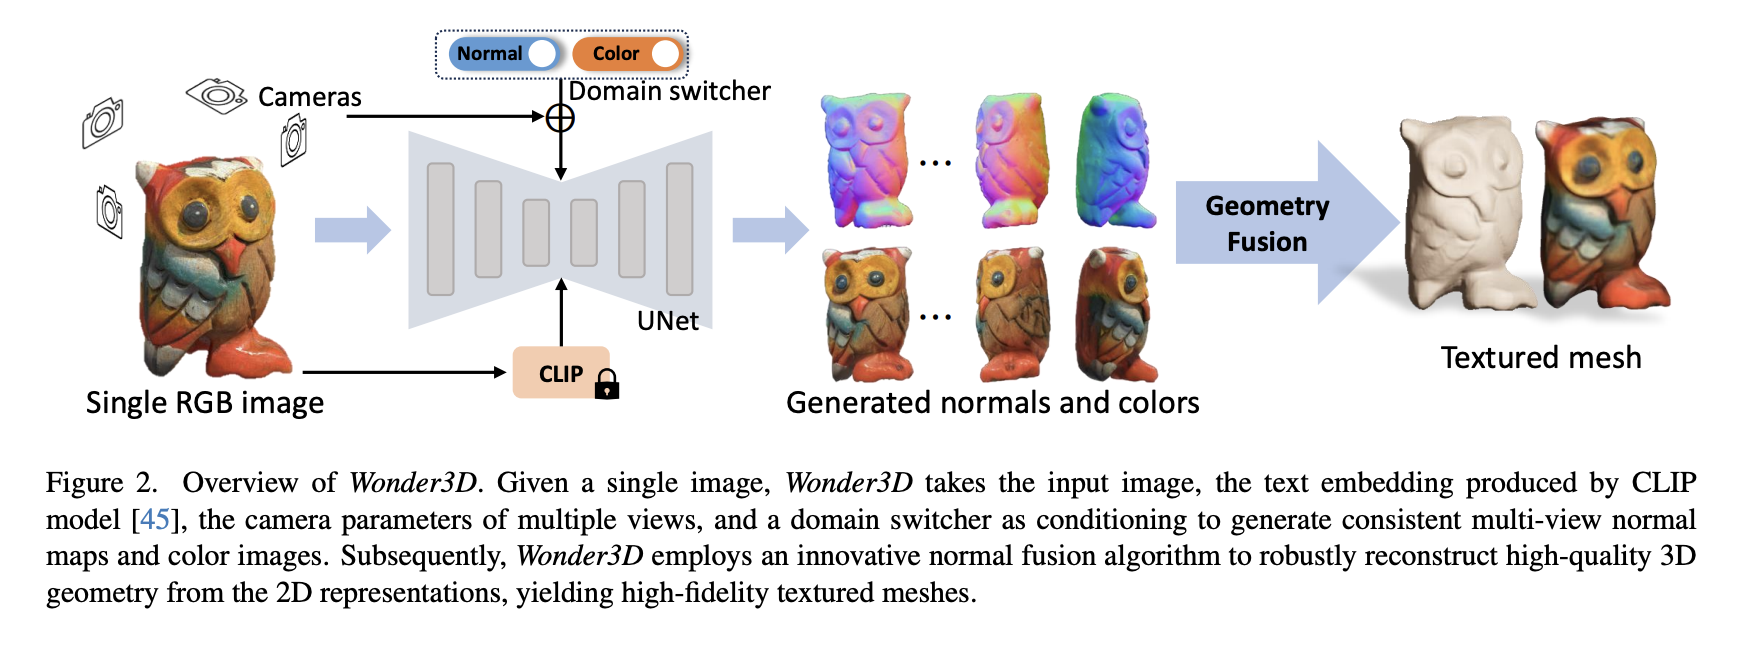 Normal
Color
Domain switcher
Cameras
UNet
CLIP
Single RGB image
Generated normals and colors
Geometry
Fusion
Textured mesh
Figure 2. Overview of Wonder3D. Given a single image, Wonder3D takes the input image, the text embedding produced by CLIP
model [45], the camera parameters of multiple views, and a domain switcher as conditioning to generate consistent multi-view normal
maps and color images. Subsequently, Wonder3D employs an innovative normal fusion algorithm to robustly reconstruct high-quality 3D
geometry from the 2D representations, yielding high-fidelity textured meshes.